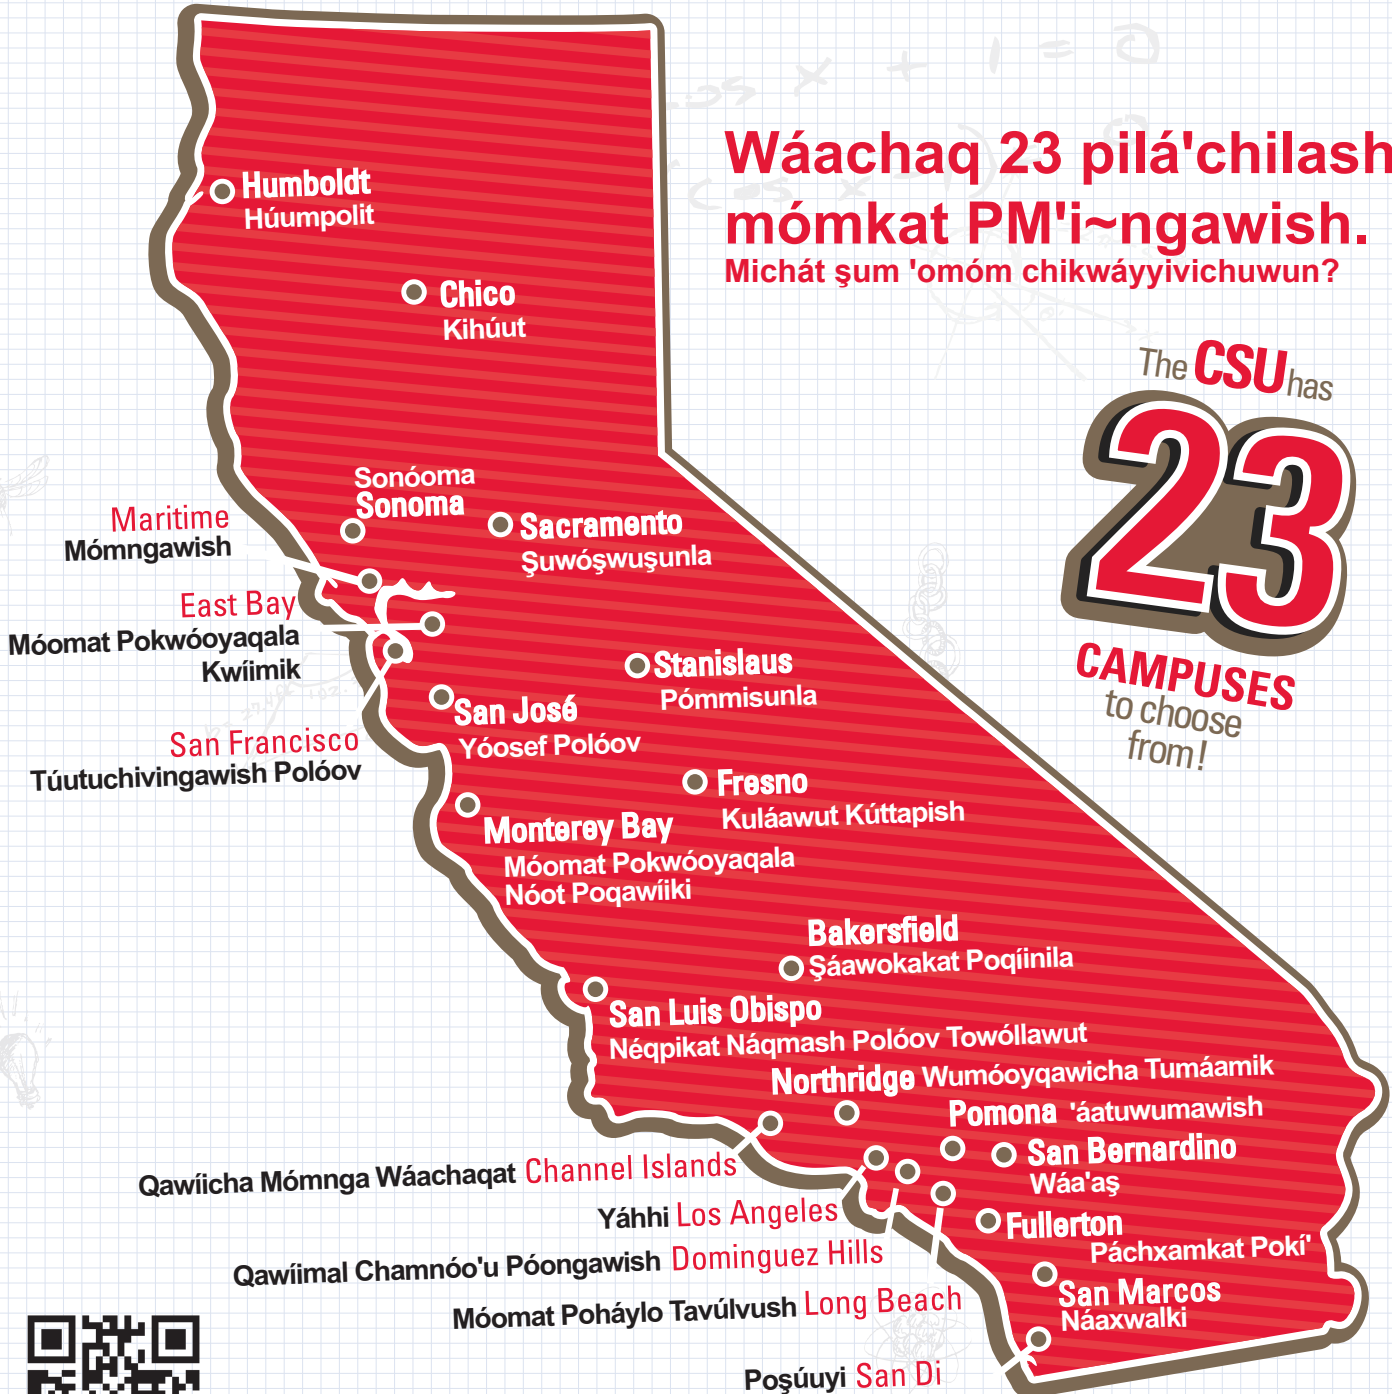 Wáachaq 23 pilá'chilash
mómkat PM'i~ngawish.
Michát şum 'omóm chikwáyyivichuwun?
The CSU has
23
CAMPUSES
to choose
from!
Humboldt
Húumpolit
Chico
Kihúut
Sonóoma
Sonoma
Sacramento
Şuwóşwuşunla
Maritime
Mómngawish
East Bay
Móomat Pokwóoyaqala
Kwíimik
San Francisco
Túutuchivingawish Polóov
Stanislaus
Pómmisunla
San José
Yóosef Polóov
Fresno
Kuláawut Kúttapish
Monterey Bay
Móomat Pokwóoyaqala
Nóot Poqawíiki
Bakersfield
Şáawokakat Poqíinila
San Luis Obispo
Néqpikat Náqmash Polóov Towóllawut
Northridge Wumóoyqawicha Tumáamik
Pomona 'áatuwumawish
San Bernardino
Wáa'aş
Qawíicha Mómnga Wáachaqat Channel Islands
Yáhhi Los Angeles
Fullerton
Páchxamkat Pokí'
Qawíimal Chamnóo'u Póongawish Dominguez Hills
Móomat Poháylo Tavúlvush Long Beach
San Marcos
Náaxwalki
Poşúuyi San Di